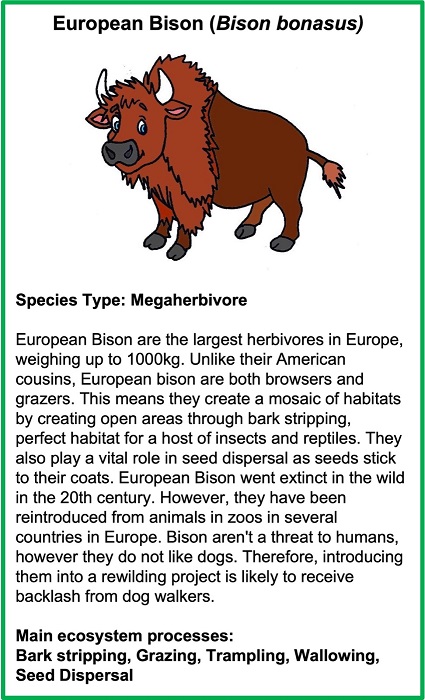 European Bison (Bison bonasus)
Species Type: Megaherbivore
European Bison are the largest herbivores in Europe,
weighing up to 1000kg. Unlike their American
cousins, European bison are both browsers and
grazers. This means they create a mosaic of habitats
by creating open areas through bark stripping,
perfect habitat for a host of insects and reptiles. They
also play a vital role in seed dispersal as seeds stick
to their coats. European Bison went extinct in the wild
in the 20th century. However, they have been
reintroduced from animals in zoos in several
countries in Europe. Bison aren't a threat to humans,
however they do not like dogs. Therefore, introducing
them into a rewilding project is likely to receive
backlash from dog walkers.
Main ecosystem processes:
Bark stripping, Grazing, Trampling, Wallowing,
Seed Dispersal